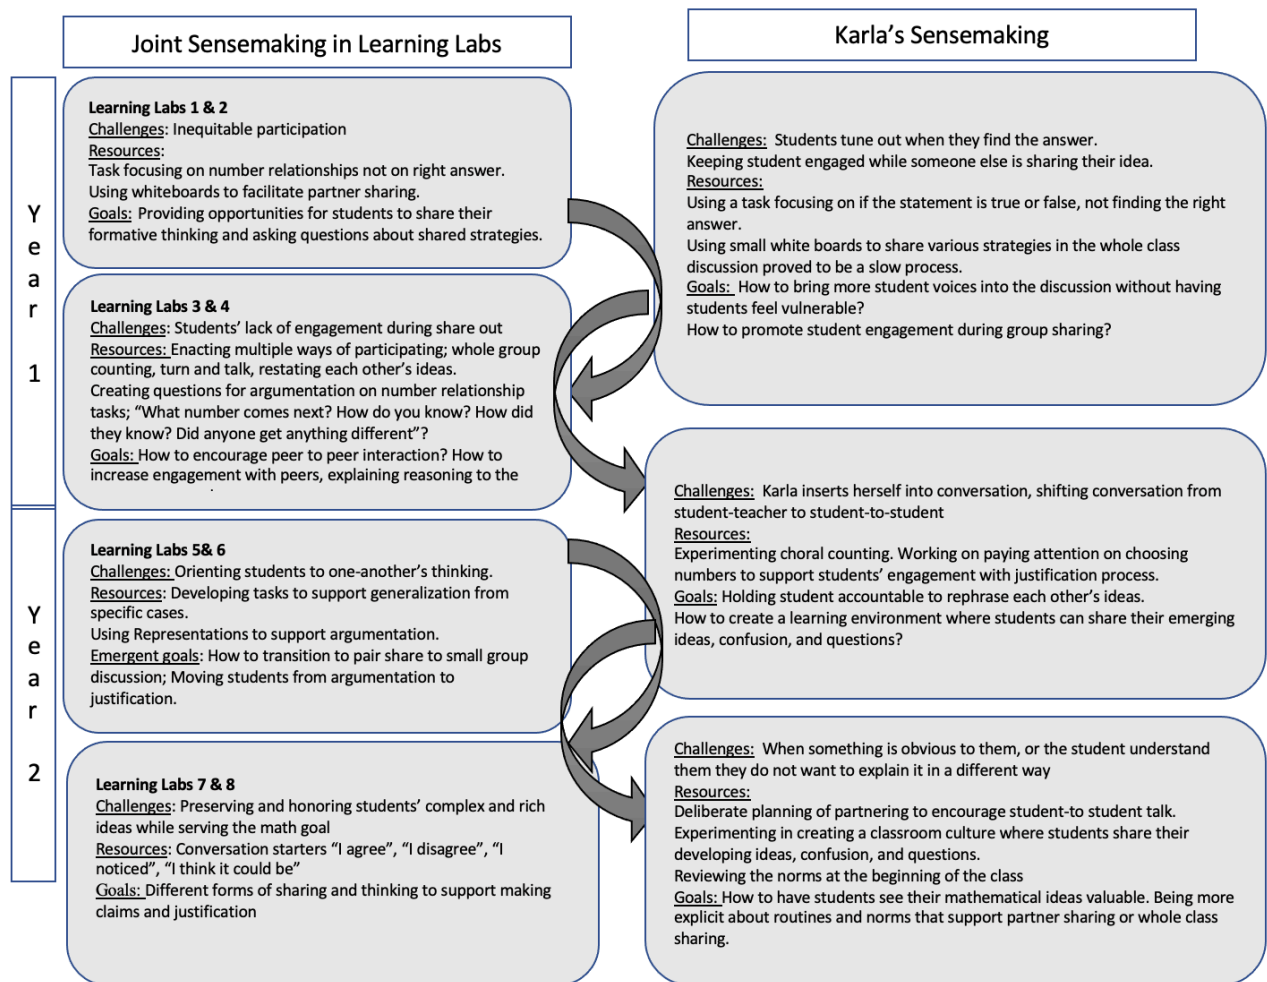 Joint Sensemaking in Learning Labs
Karla's Sensemaking
Year 1
Learning Labs 1 & 2
Challenges: Inequitable participation
Resources:
Task focusing on number relationships not on right answer.
Using whiteboards to facilitate partner sharing.
Goals: Providing opportunities for students to share their
formative thinking and asking questions about shared strategies.
Learning Labs 3 & 4
Challenges: Students' lack of engagement during share out
Resources: Enacting multiple ways of participating; whole group
counting, turn and talk, restating each other's ideas.
Creating questions for argumentation on number relationship
tasks; "What number comes next? How do you know? How did
they know? Did anyone get anything different"?
Goals: How to encourage peer to peer interaction? How to
increase engagement with peers, explaining reasoning to the
Challenges: Students tune out when they find the answer.
Keeping student engaged while someone else is sharing their idea.
Resources:
Using a task focusing on if the statement is true or false, not finding the right
answer.
Using small white boards to share various strategies in the whole class
discussion proved to be a slow process.
Goals: How to bring more student voices into the discussion without having
students feel vulnerable?
How to promote student engagement during group sharing?
Challenges: Karla inserts herself into conversation, shifting conversation from
student-teacher to student-to-student
Resources:
Experimenting choral counting. Working on paying attention on choosing
numbers to support students' engagement with justification process.
Goals: Holding student accountable to rephrase each other's ideas.
How to create a learning environment where students can share their emerging
ideas, confusion, and questions?
Year 2
Learning Labs 5& 6
Challenges: Orienting students to one-another's thinking.
Resources: Developing tasks to support generalization from
specific cases.
Using Representations to support argumentation.
Emergent goals: How to transition to pair share to small group
discussion; Moving students from argumentation to
justification.
Learning Labs 7 & 8
Challenges: Preserving and honoring students' complex and rich
ideas while serving the math goal
Resources: Conversation starters "I agree", "I disagree", "I
noticed", "I think it could be"
Goals: Different forms of sharing and thinking to support making
claims and justification
Challenges: When something is obvious to them, or the student understand
them they do not want to explain it in a different way
Resources:
Deliberate planning of partnering to encourage student-to student talk.
Experimenting in creating a classroom culture where students share their
developing ideas, confusion, and questions.
Reviewing the norms at the beginning of the class
Goals: How to have students see their mathematical ideas valuable. Being more
explicit about routines and norms that support partner sharing or whole class
sharing.